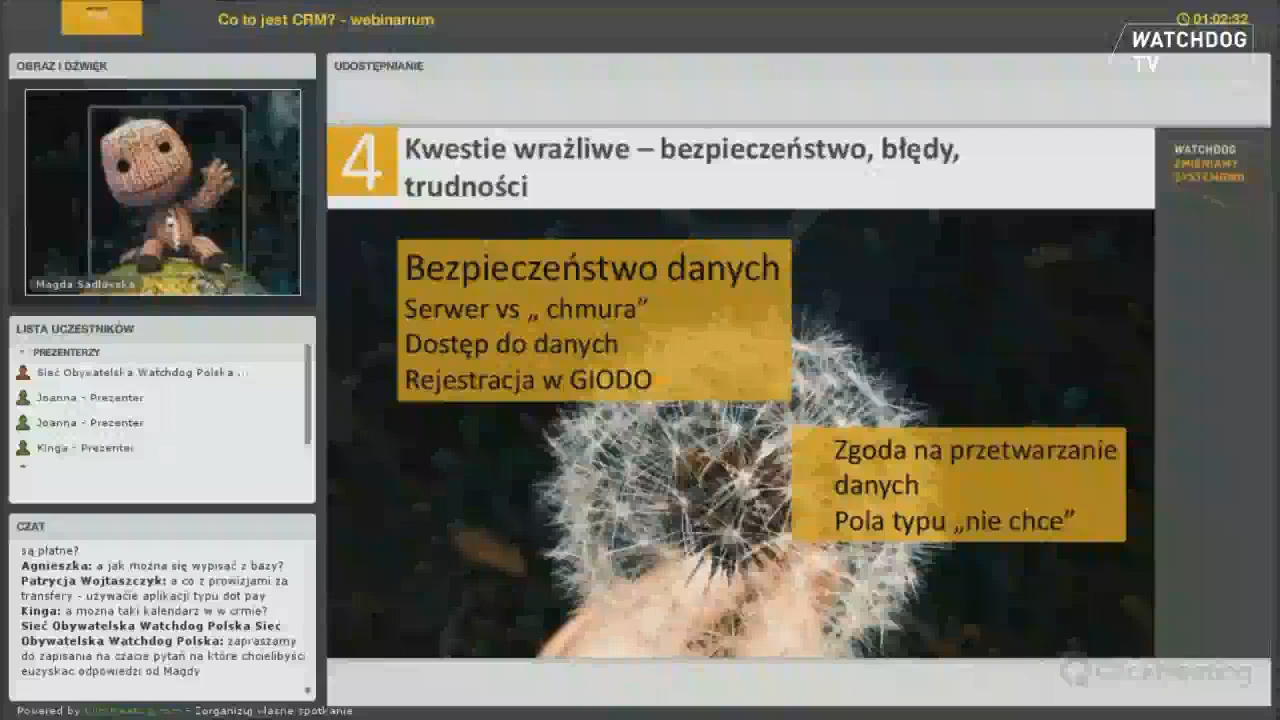 Co to jest CRM? - webinarium
01:02:32
WATCHDOG
TV
OBRAZ I DŹWIĘK
Magda Sadlowska
LISTA UCZESTNIKÓW
PREZENTERZY
Sieć Obywatelska Watchdog Polska ...
Joanna - Prezenter
Joanna - Prezenter
Kinga - Prezenter
CZAT
są płatne?
Agnieszka: a jak można się wypisać z bazy?
Patrycja Wojtaszczyk: a co z prowizjami za
transfery - używacie aplikacji typu dot pay
Kinga: a mozna taki kalendarz w w crmie?
Sieć Obywatelska Watchdog Polska Sieć
Obywatelska Watchdog Polska: zapraszamy
do zapisania na czacie pytań na które chcielibyści
euzyskac odpowiedzi od Magdy
Powered by - Zorganizuj własne spotkanie
UDOSTĘPNIANIE
4 Kwestie wrażliwe – bezpieczeństwo, błędy,
trudności
WATCHDOG
ZMIENIAMY
SYSTEMOWO
Bezpieczeństwo danych
Serwer vs „ chmura”
Dostęp do danych
Rejestracja w GIODO
Zgoda na przetwarzanie
danych
Pola typu „nie chce”
ClickMeeting